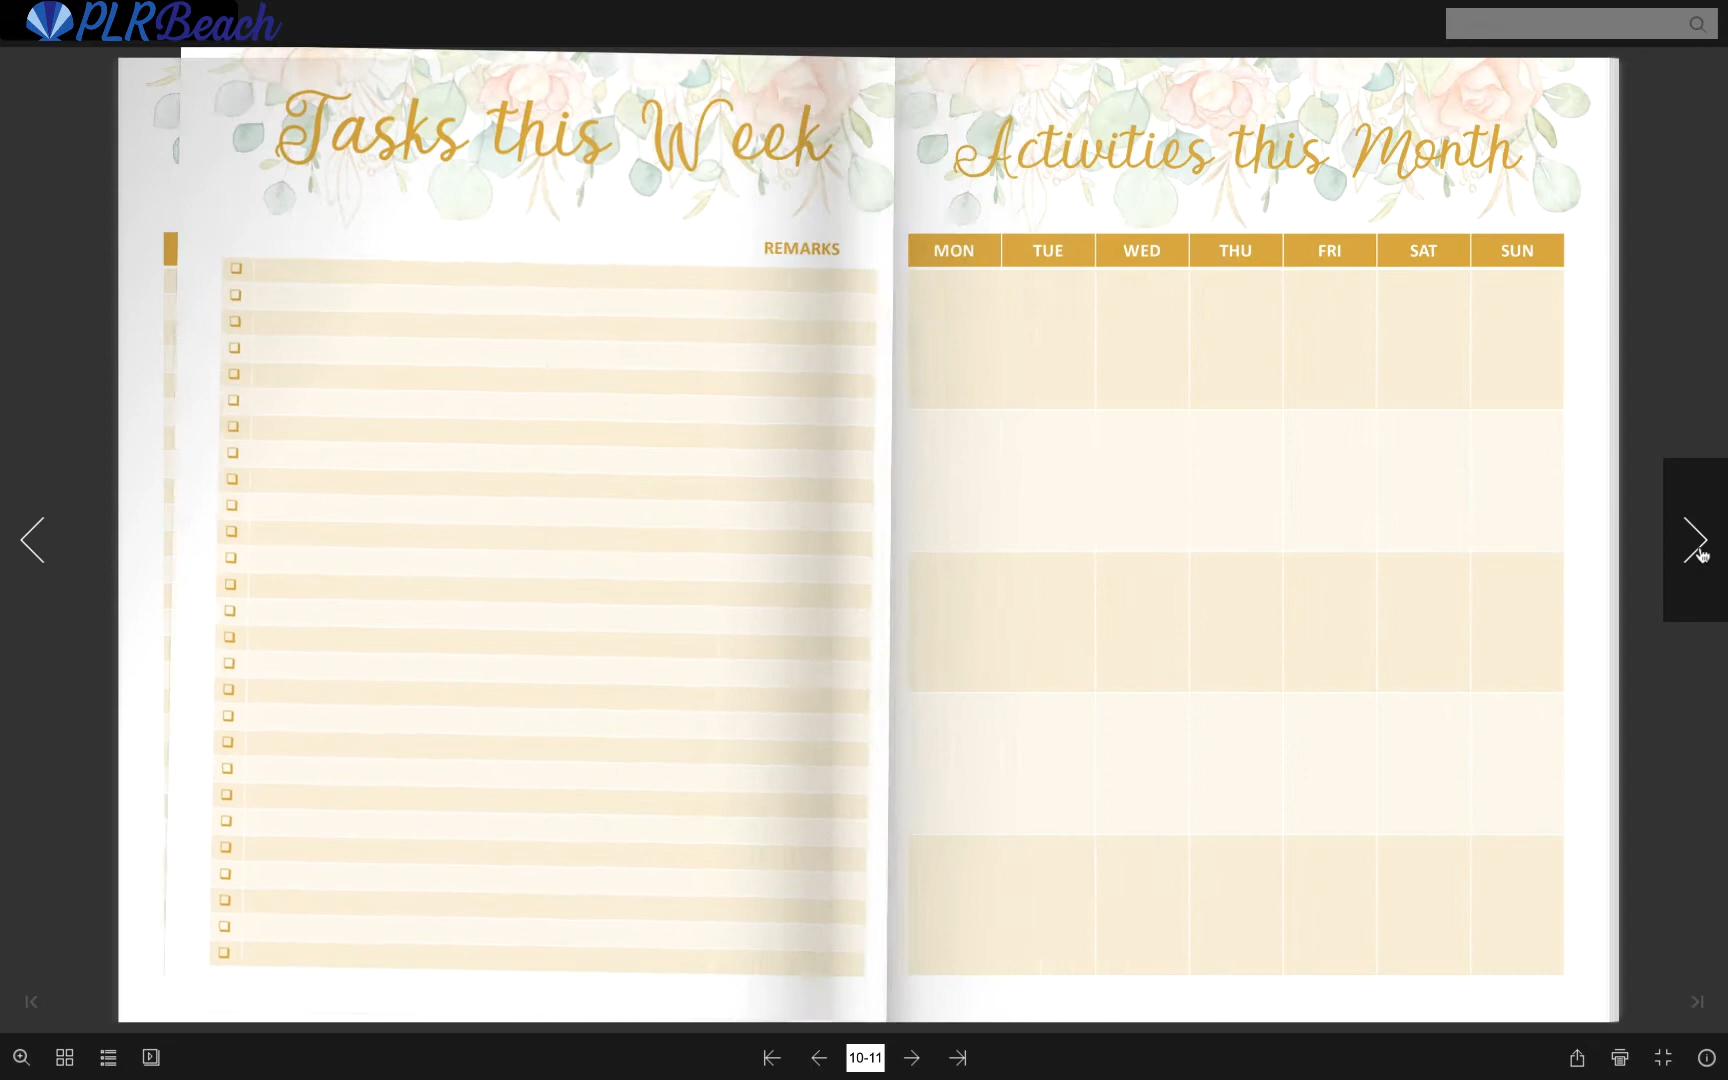 PLRBeach
Tasks this Week
REMARKS
Activities this Month
MON TUE WED THU FRI SAT SUN
10-11